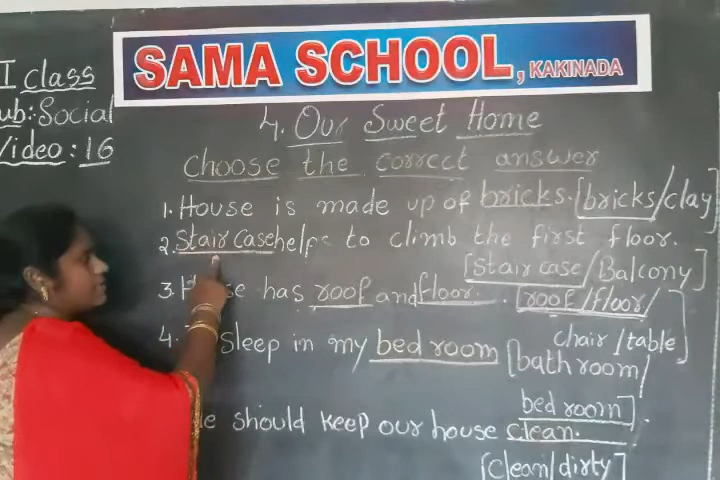 SAMA SCHOOL, KAKINADA
I class
ub: Social
Video: 16
4. Our Sweet Home
choose the correct answer
1. House is made up of bricks. [bricks/clay]
2. Stair case helps to climb the first floor.
[Stair case/Balcony]
3. House has roof and floor. [roof/floor/
chair/table]
4. Sleep in my bed room [bath room/
bed room].
should keep our house clean.
[clean/dirty]